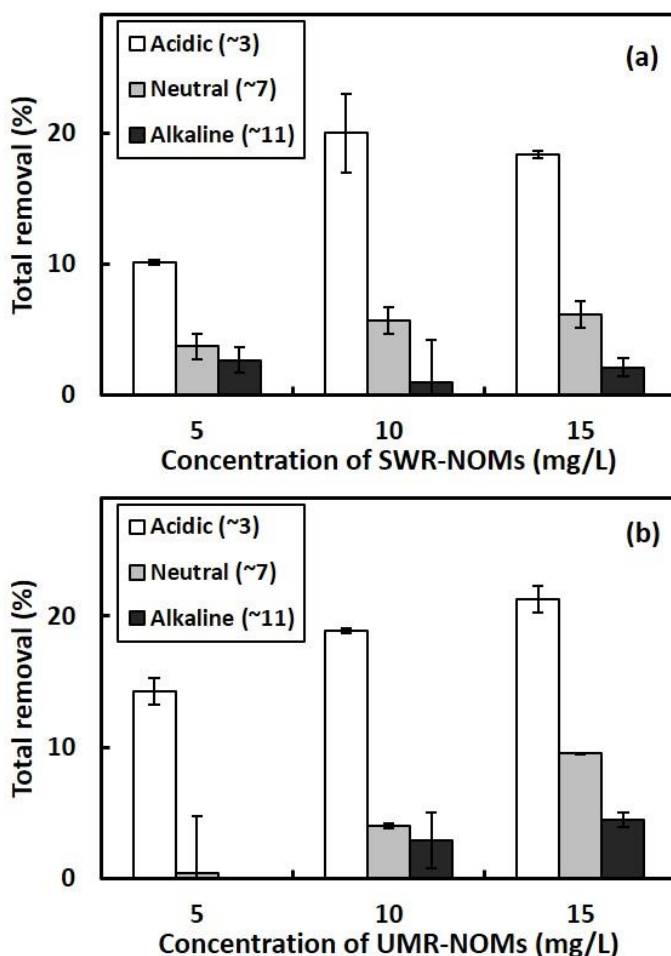 Acidic (~3)
Neutral (~7)
Alkaline (~11)
(a)
Total removal (%)
20
10
0
5 10 15
Concentration of SWR-NOMs (mg/L)
Acidic (~3)
Neutral (~7)
Alkaline (~11)
(b)
Total removal (%)
20
10
0
5 10 15
Concentration of UMR-NOMs (mg/L)